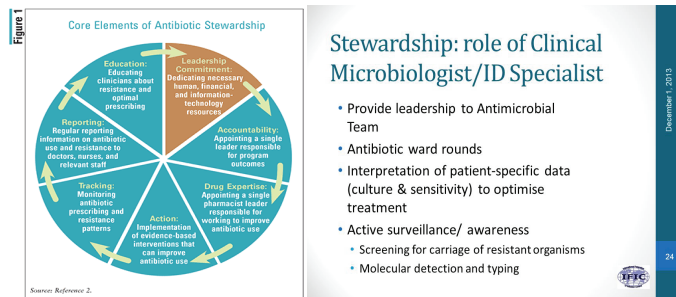 Figure 1
Core Elements of Antibiotic Stewardship
Leadership
Commitment:
Dedicating necessary
human, financial,
and information-
technology
resources
Accountability:
Appointing a single
leader responsible
for program
outcomes
Drug Expertise:
Appointing a single
pharmacist leader
responsible for
working to improve
antibiotic use
Action:
Implementation
of evidence-based
interventions that
can improve
antibiotic use
Tracking:
Monitoring
antibiotic
prescribing and
resistance
patterns
Reporting:
Regular reporting
information on antibiotic
use and resistance to
doctors, nurses, and
relevant staff
Education:
Educating
clinicians about
resistance and
optimal
prescribing
Source: Reference 2.
Stewardship: role of Clinical
Microbiologist/ID Specialist
• Provide leadership to Antimicrobial
Team
• Antibiotic ward rounds
• Interpretation of patient-specific data
(culture & sensitivity) to optimise
treatment
• Active surveillance/ awareness
• Screening for carriage of resistant organisms
• Molecular detection and typing
December 1, 2013
24
IFIC